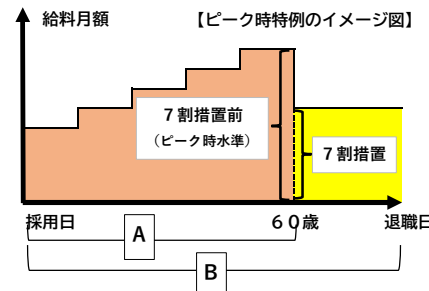 給料月額
【ピーク時特例のイメージ図】
７割措置前
（ピーク時水準）
７割措置
採用日
６０歳
退職日
A
B